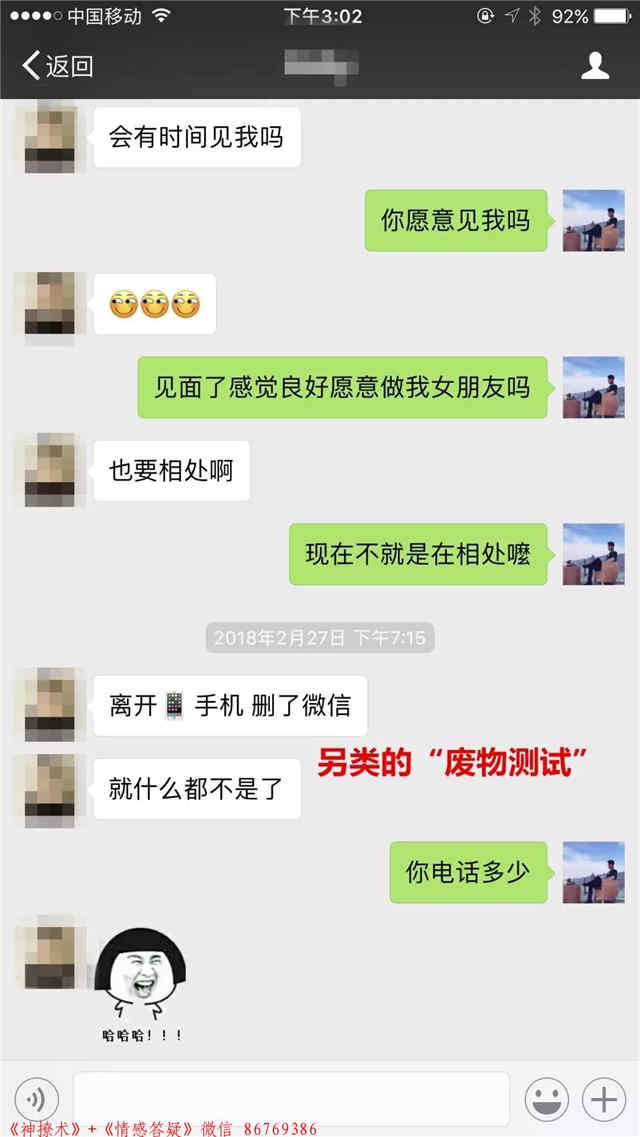 中国移动
下午3:02
92%
返回
会有时间见我吗
你愿意见我吗
见面了感觉良好愿意做我女朋友吗
也要相处啊
现在不就是在相处嚒
2018年2月27日 下午7:15
离开📱 手机 删了微信
另类的“废物测试”
就什么都不是了
你电话多少
哈哈哈！！！
《神撩术》+《情感答疑》微信 86769386